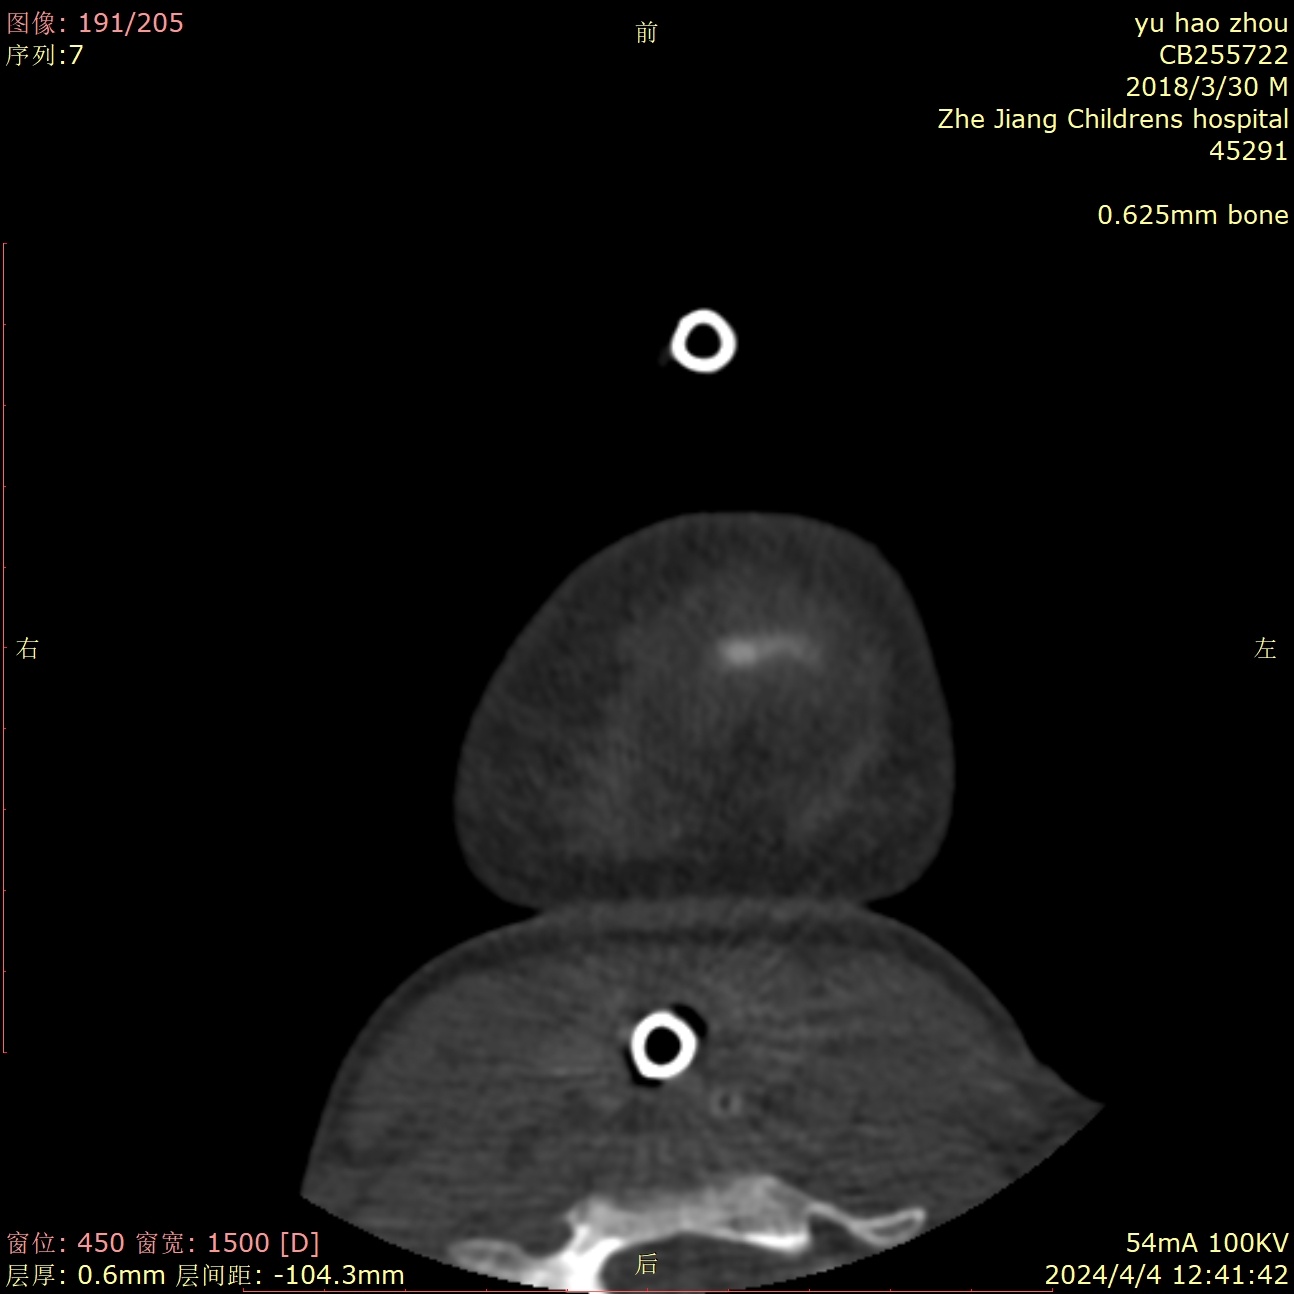 图像: 191/205
序列:7
前
yu hao zhou
CB255722
2018/3/30 M
Zhe Jiang Childrens hospital
45291
0.625mm bone
右
左
窗位: 450 窗宽: 1500 [D]
层厚: 0.6mm 层间距: -104.3mm
后
54mA 100KV
2024/4/4 12:41:42